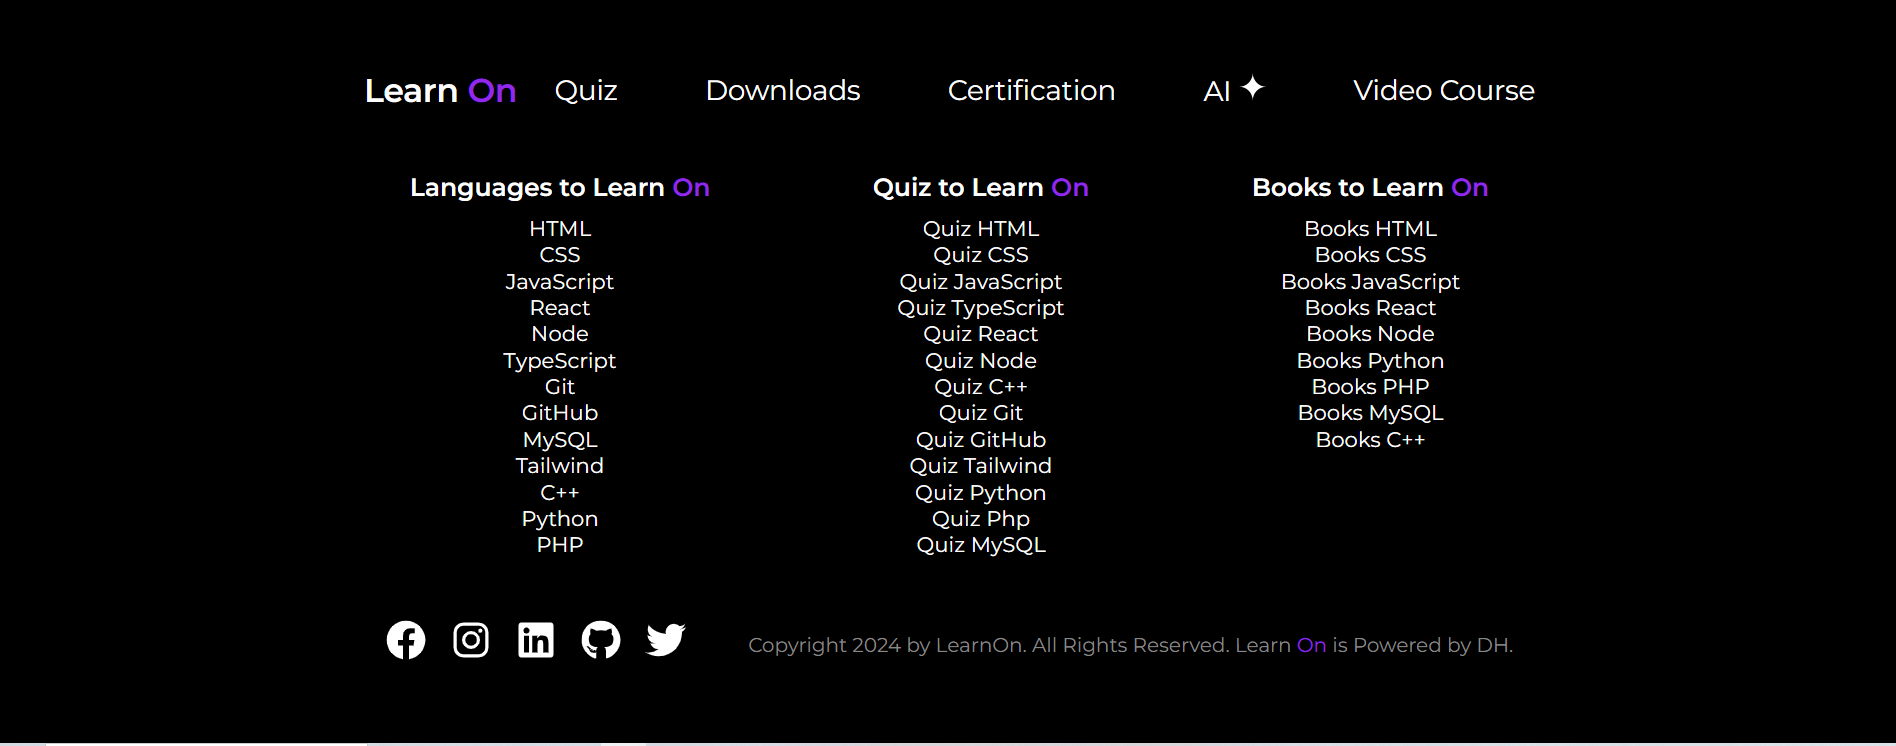 Learn On Quiz Downloads Certification AI Video Course
Languages to Learn On
HTML
CSS
JavaScript
React
Node
TypeScript
Git
GitHub
MySQL
Tailwind
C++
Python
PHP
Quiz to Learn On
Quiz HTML
Quiz CSS
Quiz JavaScript
Quiz TypeScript
Quiz React
Quiz Node
Quiz C++
Quiz Git
Quiz GitHub
Quiz Tailwind
Quiz Python
Quiz Php
Quiz MySQL
Books to Learn On
Books HTML
Books CSS
Books JavaScript
Books React
Books Node
Books Python
Books PHP
Books MySQL
Books C++
Copyright 2024 by LearnOn. All Rights Reserved. Learn On is Powered by DH.